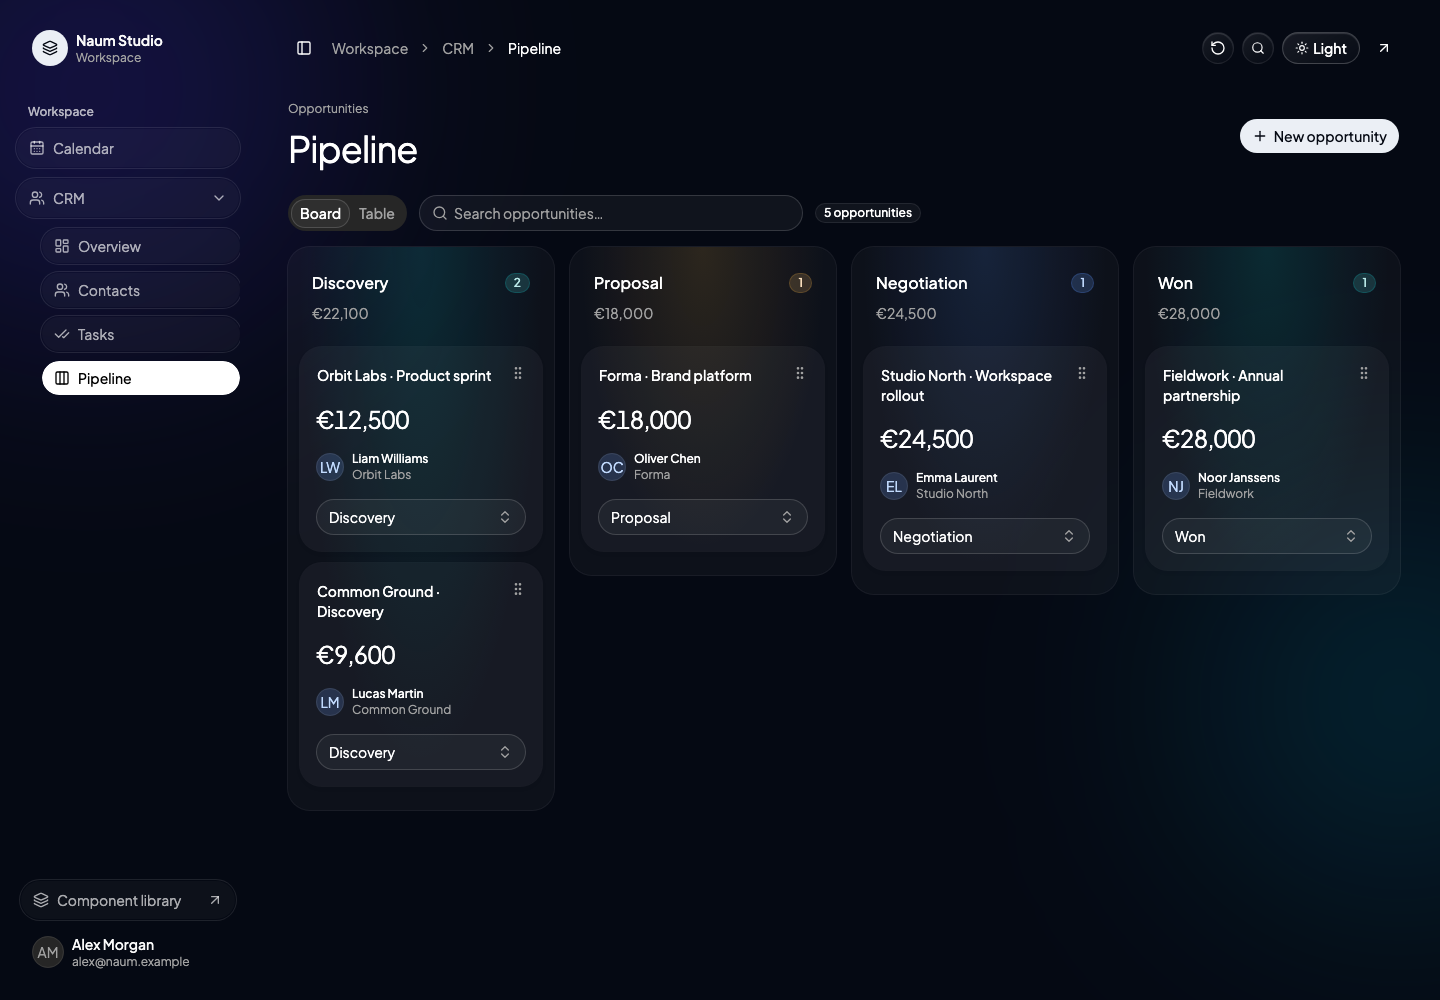 Naum Studio
Workspace
Workspace
CRM
Pipeline
Light
Workspace
Calendar
CRM
Overview
Contacts
Tasks
Pipeline
Opportunities
Pipeline
New opportunity
Board
Table
Search opportunities...
5 opportunities
Discovery
2
€22,100
Orbit Labs · Product sprint
€12,500
LW
Liam Williams
Orbit Labs
Discovery
Common Ground ·
Discovery
€9,600
LM
Lucas Martin
Common Ground
Discovery
Proposal
1
€18,000
Forma · Brand platform
€18,000
OC
Oliver Chen
Forma
Proposal
Negotiation
1
€24,500
Studio North · Workspace
rollout
€24,500
EL
Emma Laurent
Studio North
Negotiation
Won
1
€28,000
Fieldwork · Annual
partnership
€28,000
NJ
Noor Janssens
Fieldwork
Won
Component library
AM
Alex Morgan
alex@naum.example